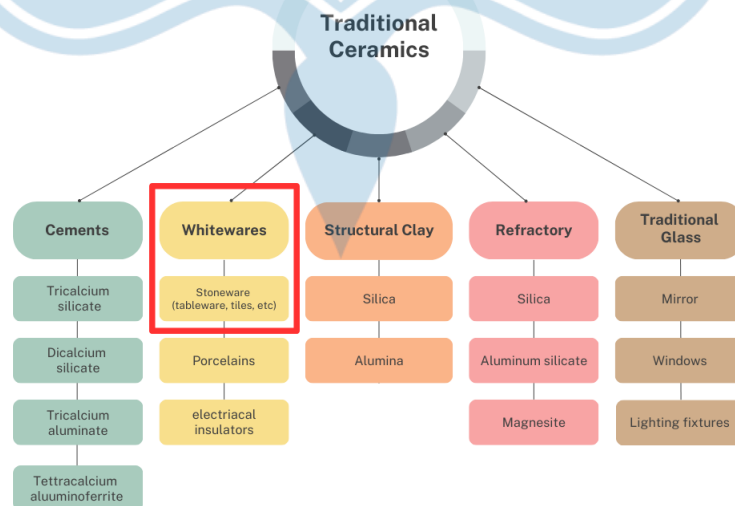 Traditional
Ceramics
Cements
Whitewares
Structural Clay
Refractory
Traditional
Glass
Tricalcium
silicate
Stoneware
(tableware, tiles, etc)
Silica
Silica
Mirror
Dicalcium
silicate
Porcelains
Alumina
Aluminum silicate
Windows
Tricalcium
aluminate
electriacal
insulators
Magnesite
Lighting fixtures
Tettracalcium
aluuminoferrite